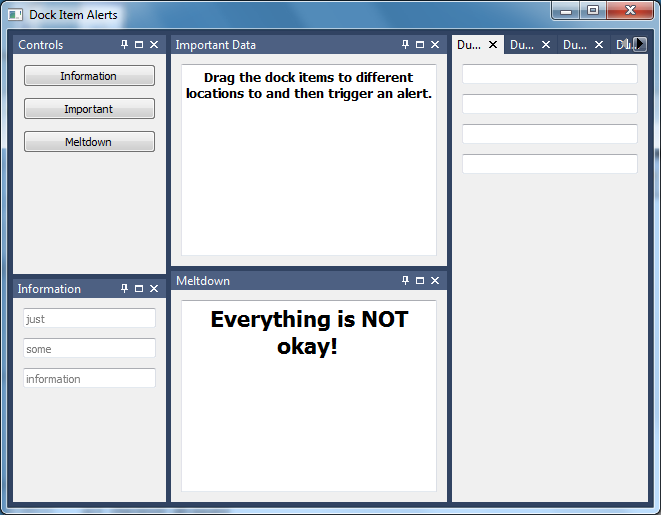 Dock Item Alerts
Controls
Information
Important
Meltdown
Information
just
some
information
Important Data
Drag the dock items to different
locations to and then trigger an alert.
Meltdown
Everything is NOT
okay!
Du... Du... Du...